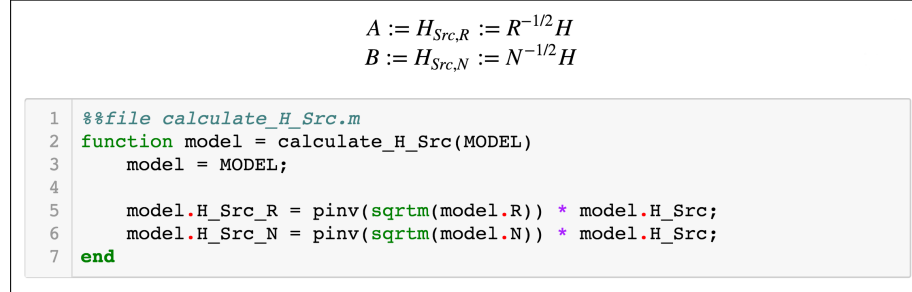 A := H_{Src,R} := R^{-1/2}H
B := H_{Src,N} := N^{-1/2}H
1 %%file calculate_H_Src.m
2 function model = calculate_H_Src(MODEL)
3     model = MODEL;
4
5     model.H_Src_R = pinv(sqrtm(model.R)) * model.H_Src;
6     model.H_Src_N = pinv(sqrtm(model.N)) * model.H_Src;
7 end